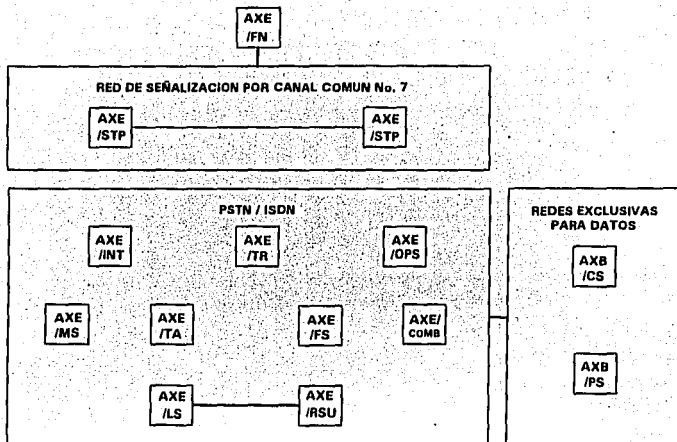 AXE
/FN
RED DE SEÑALIZACION POR CANAL COMUN No. 7
AXE
/STP
AXE
/STP
PSTN / ISDN
AXE
/INT
AXE
/TR
AXE
/OPS
AXE
/MS
AXE
/TA
AXE
/FS
AXE/
COMB
AXE
/LS
AXE
/RSU
REDES EXCLUSIVAS
PARA DATOS
AXB
/CS
AXB
/PS